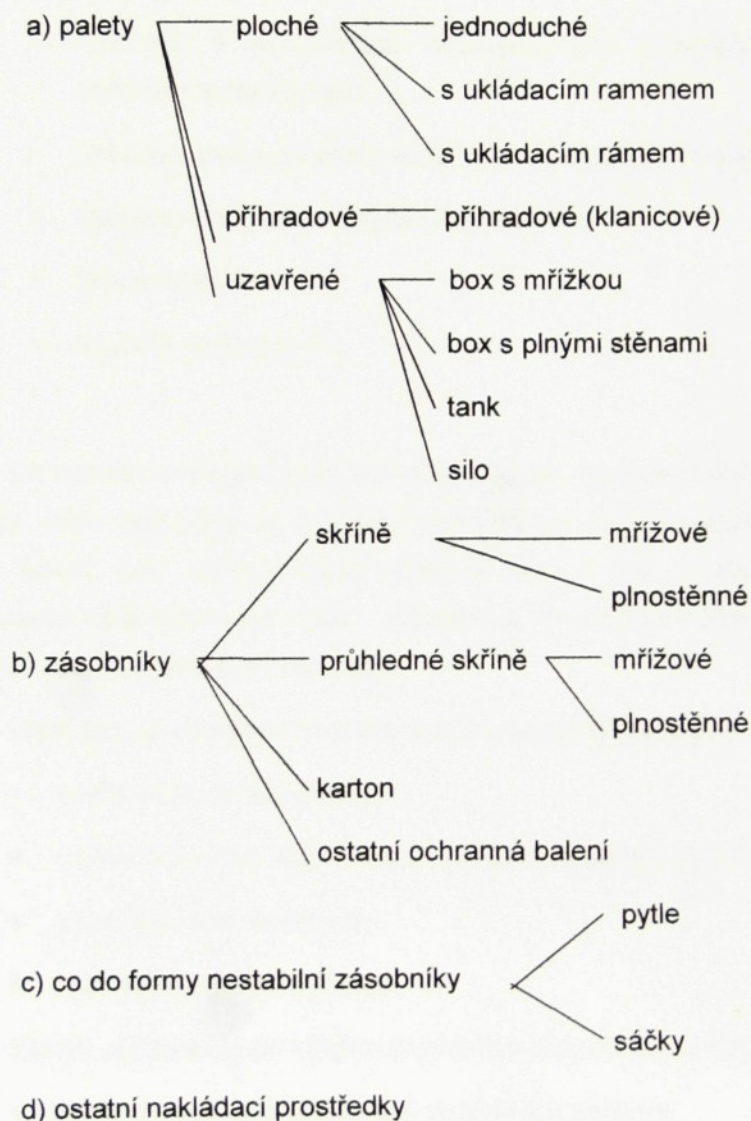 a) palety ploché jednoduché
s ukládacím ramenem
s ukládacím rámem
příhradové příhradové (klanicové)
uzavřené box s mřížkou
box s plnými stěnami
tank
silo
skříně mřížové
plnostěnné
b) zásobníky průhledné skříně mřížové
plnostěnné
karton
ostatní ochranná balení
pytle
c) co do formy nestabilní zásobníky
sáčky
d) ostatní nakládací prostředky